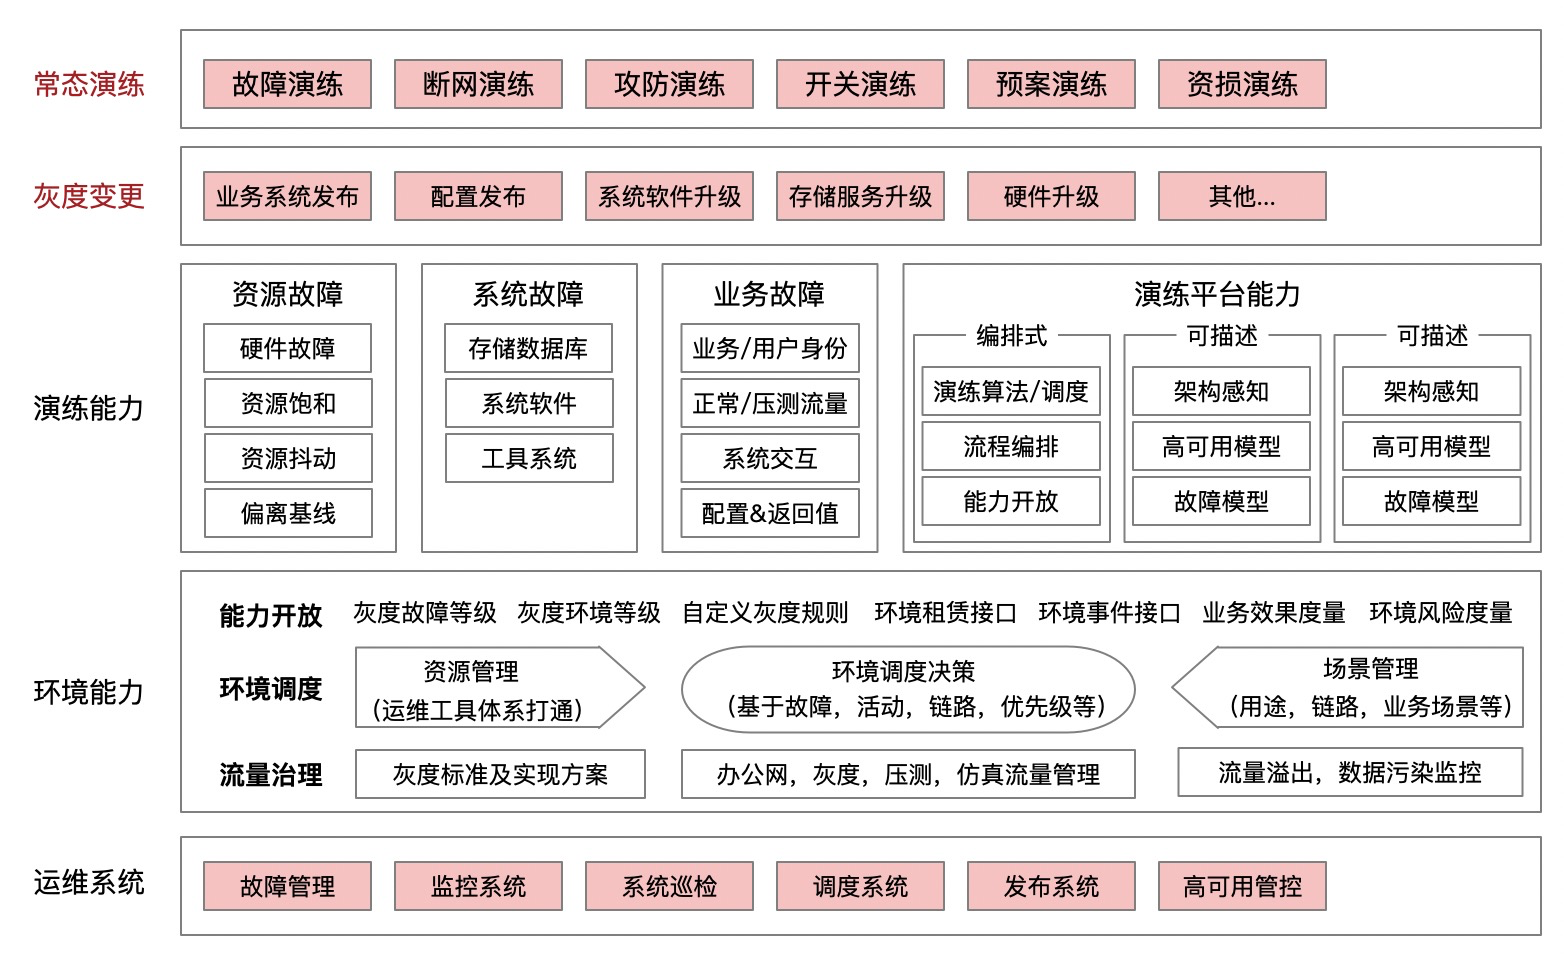 常态演练
故障演练
断网演练
攻防演练
开关演练
预案演练
资损演练
灰度变更
业务系统发布
配置发布
系统软件升级
存储服务升级
硬件升级
其他...
演练能力
资源故障
硬件故障
资源饱和
资源抖动
偏离基线
系统故障
存储数据库
系统软件
工具系统
业务故障
业务/用户身份
正常/压测流量
系统交互
配置&返回值
演练平台能力
编排式
演练算法/调度
流程编排
能力开放
可描述
架构感知
高可用模型
故障模型
可描述
架构感知
高可用模型
故障模型
环境能力
能力开放
灰度故障等级
灰度环境等级
自定义灰度规则
环境租赁接口
环境事件接口
业务效果度量
环境风险度量
环境调度
资源管理
（运维工具体系打通）
环境调度决策
（基于故障，活动，链路，优先级等）
场景管理
（用途，链路，业务场景等）
流量治理
灰度标准及实现方案
办公网，灰度，压测，仿真流量管理
流量溢出，数据污染监控
运维系统
故障管理
监控系统
系统巡检
调度系统
发布系统
高可用管控